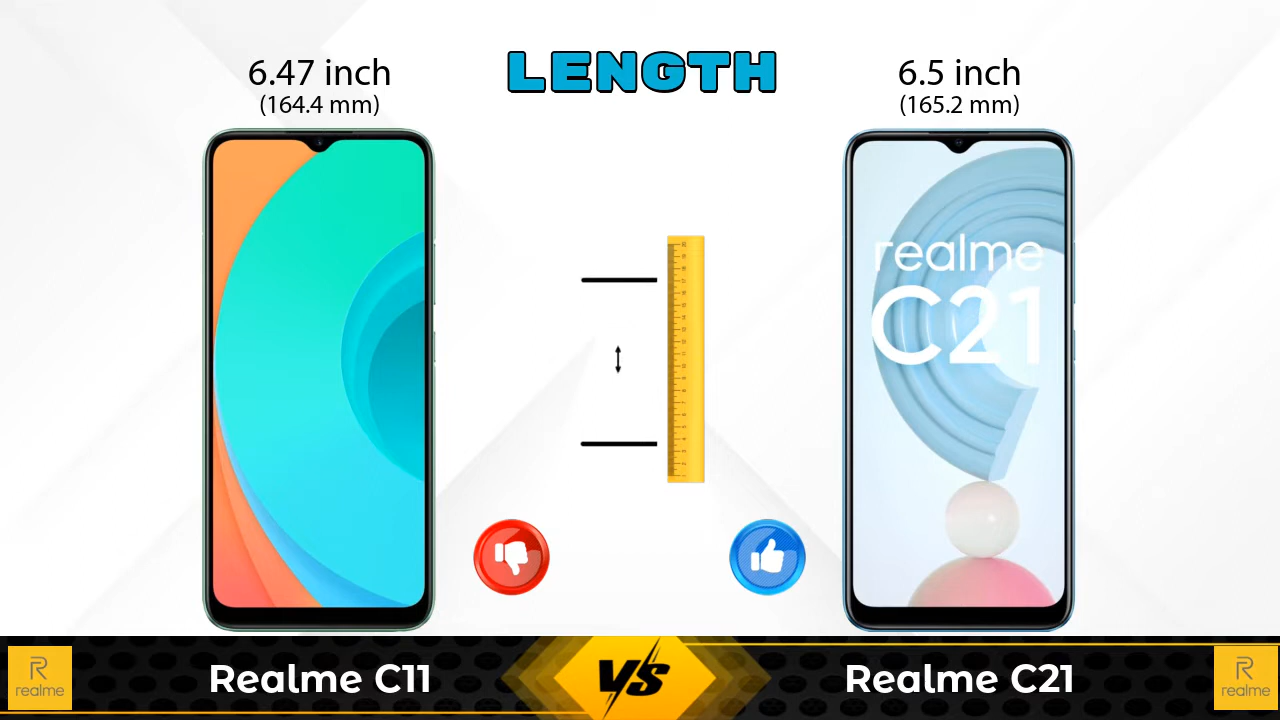 LENGTH
6.47 inch
(164.4 mm)
6.5 inch
(165.2 mm)
realme
C21
R
realme
Realme C11
VS
Realme C21
R
realme